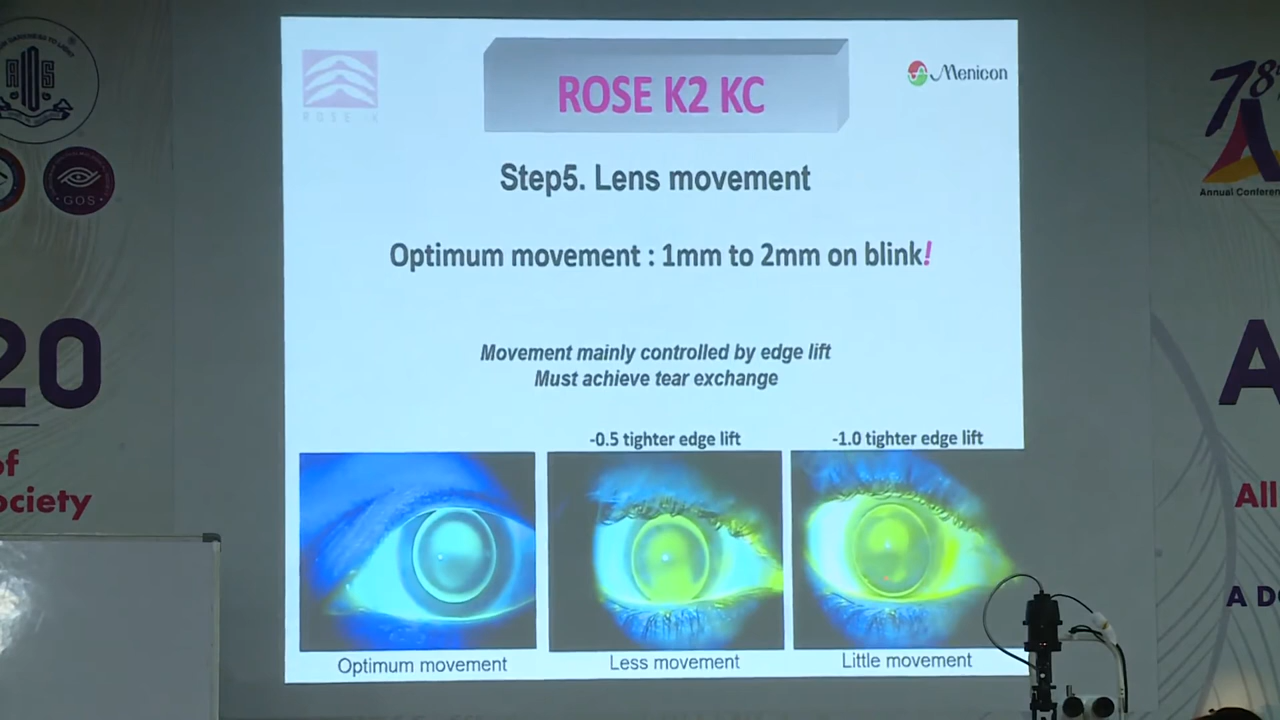 ROSE K2 KC
Menicon
ROSE K
Step5. Lens movement
Optimum movement : 1mm to 2mm on blink!
Movement mainly controlled by edge lift
Must achieve tear exchange
-0.5 tighter edge lift
-1.0 tighter edge lift
Optimum movement
Less movement
Little movement
AIOS
GOS
20
of
ociety
78
A
Annual Conferen
A
All
A D